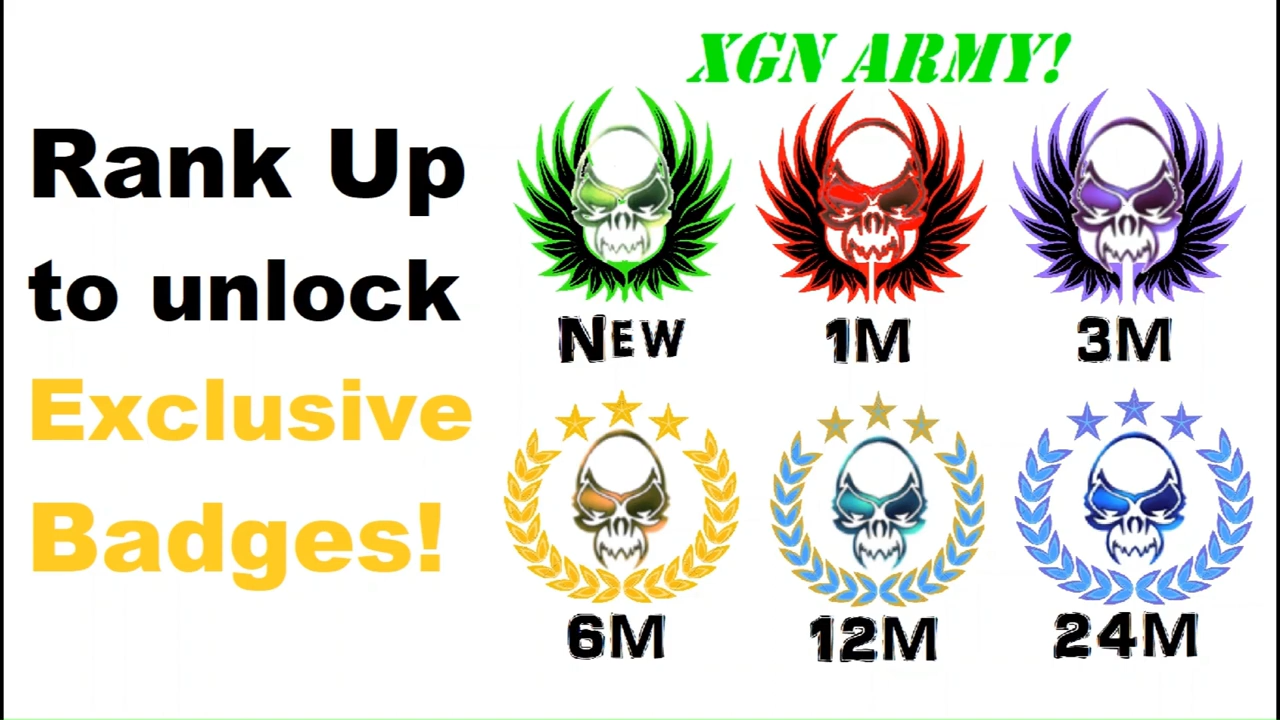 XGN ARMY!
Rank Up
to unlock
Exclusive
Badges!
NEW
1M
3M
6M
12M
24M